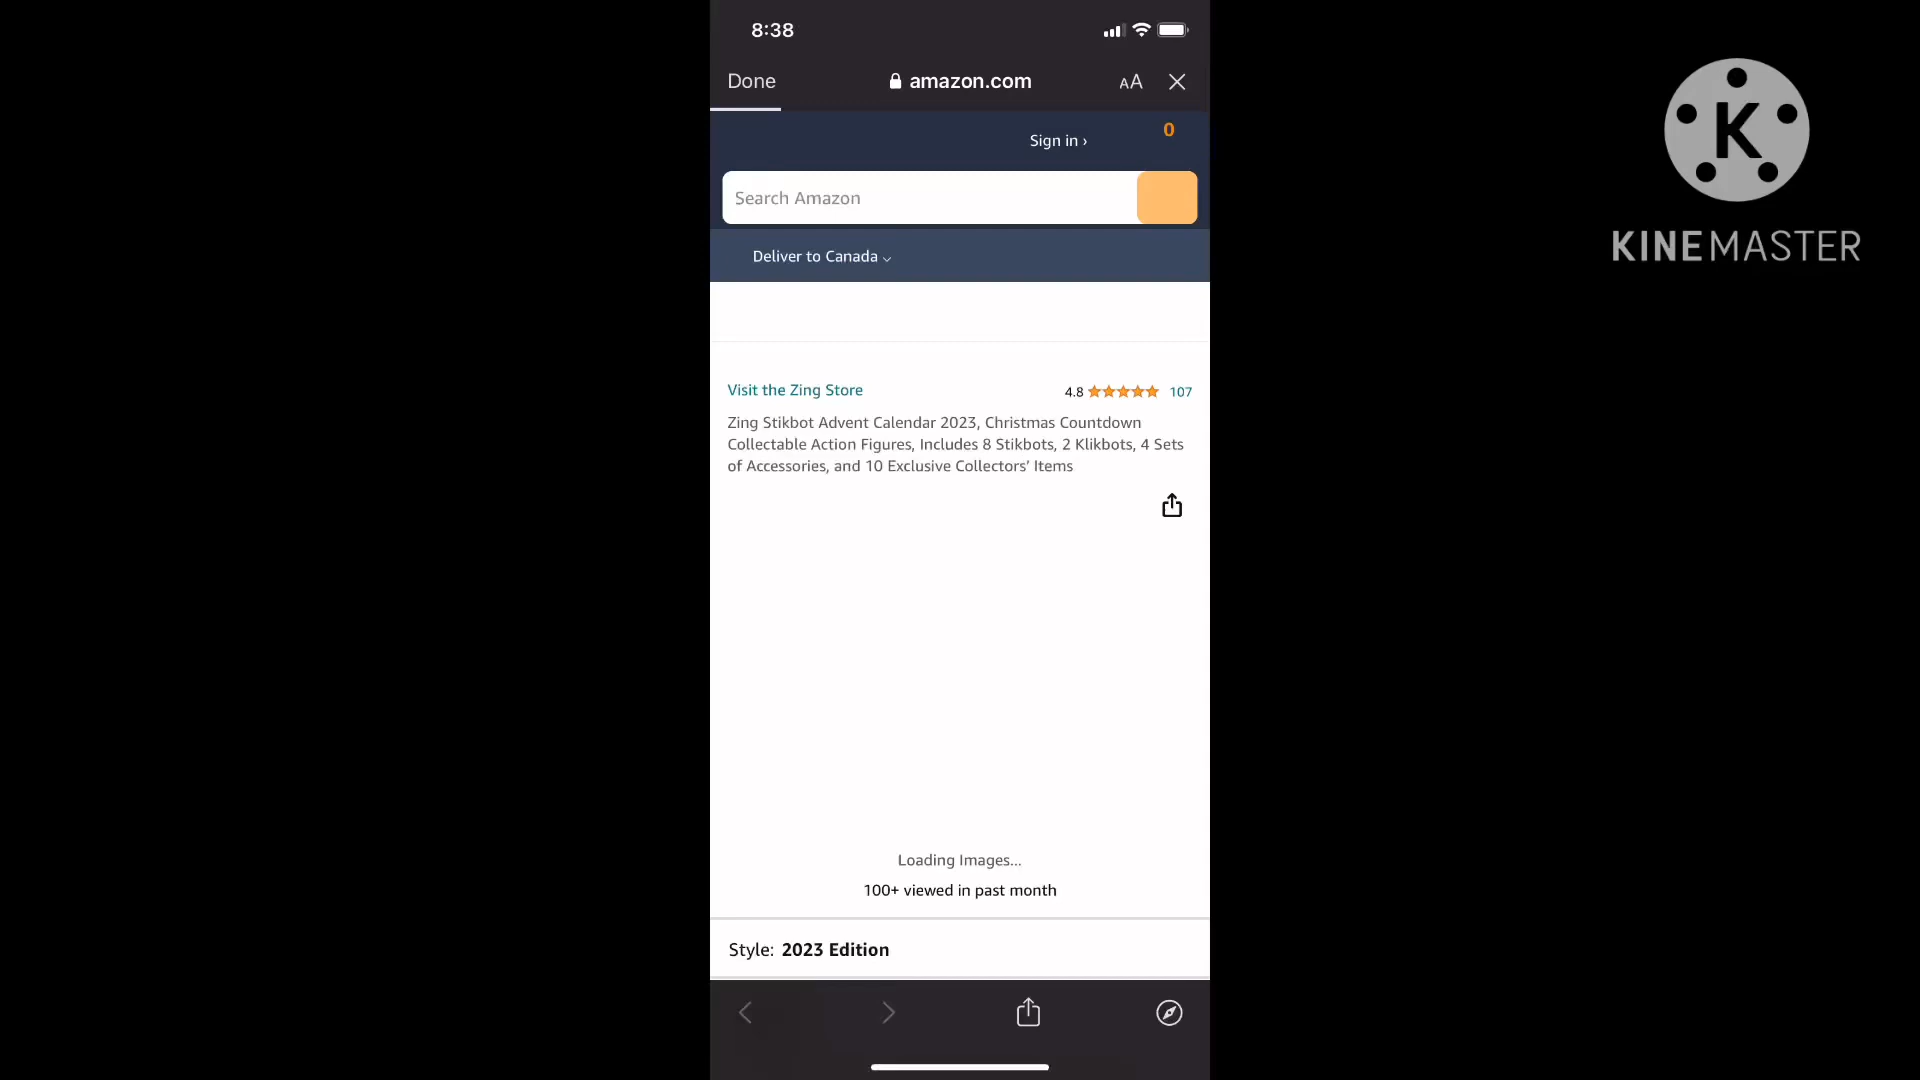 8:38
Done
amazon.com
AA
Sign in ›
0
Search Amazon
Deliver to Canada
Visit the Zing Store
4.8
107
Zing Stikbot Advent Calendar 2023, Christmas Countdown
Collectable Action Figures, Includes 8 Stikbots, 2 Klikbots, 4 Sets
of Accessories, and 10 Exclusive Collectors’ Items
Loading Images...
100+ viewed in past month
Style: 2023 Edition
K
KINEMASTER